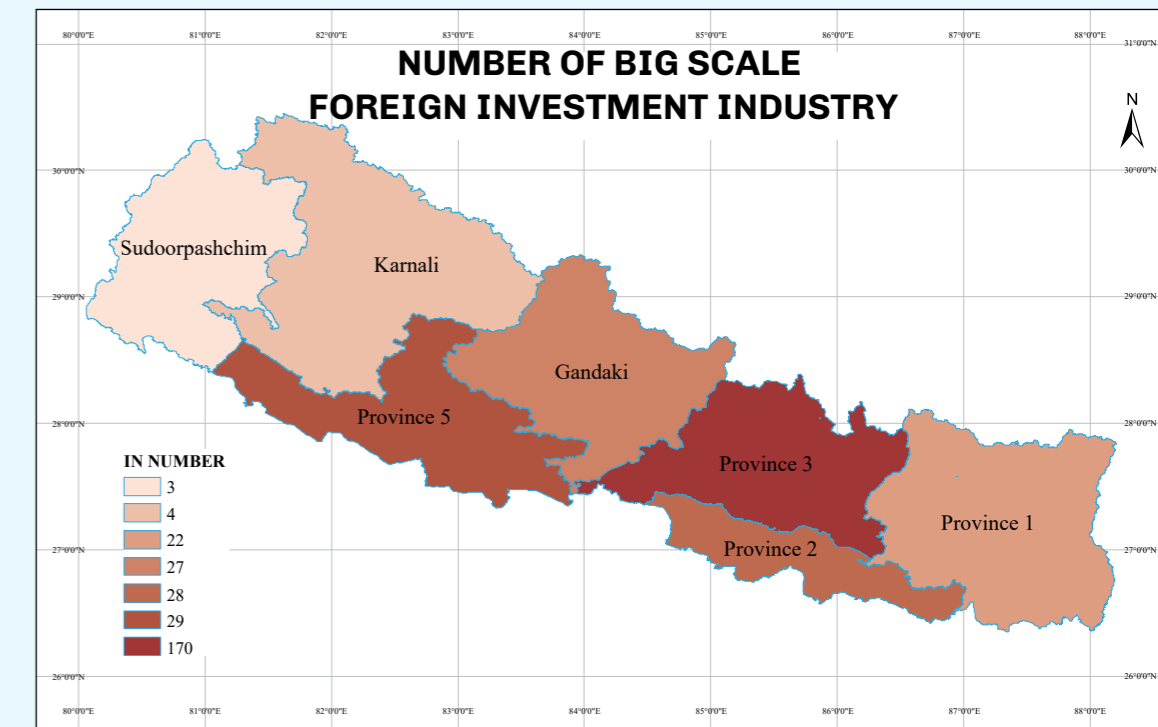 80°0'0"E 81°0'0"E 82°0'0"E 83°0'0"E 84°0'0"E 85°0'0"E 86°0'0"E 87°0'0"E 88°0'0"E
31°0'0"N
NUMBER OF BIG SCALE
FOREIGN INVESTMENT INDUSTRY
N
30°0'0"N 30°0'0"N
Sudoorpashchim
Karnali
29°0'0"N 29°0'0"N
Gandaki
Province 5
28°0'0"N 28°0'0"N
Province 3
Province 1
Province 2
IN NUMBER
3
4
22
27
28
29
170
27°0'0"N 27°0'0"N
26°0'0"N 26°0'0"N
80°0'0"E 81°0'0"E 82°0'0"E 83°0'0"E 84°0'0"E 85°0'0"E 86°0'0"E 87°0'0"E 88°0'0"E